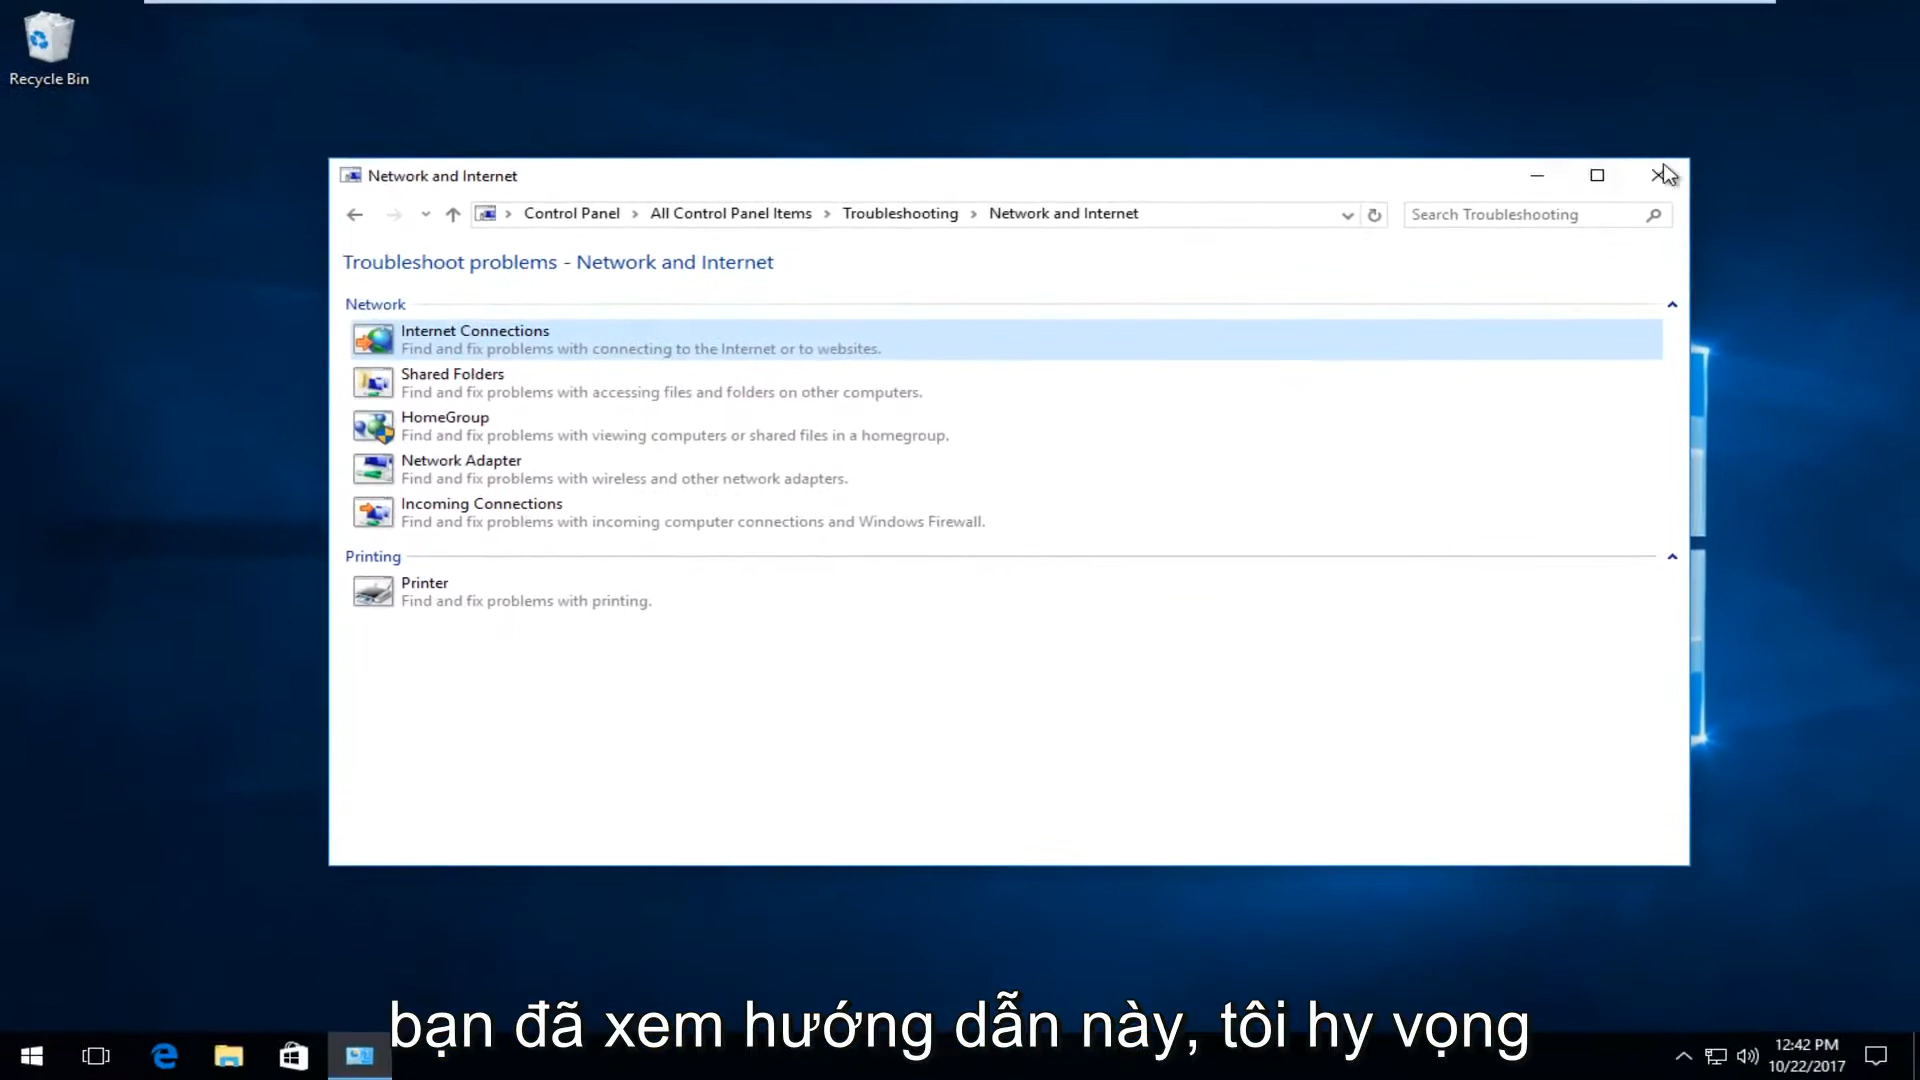 Recycle Bin
Network and Internet
Control Panel > All Control Panel Items > Troubleshooting > Network and Internet
Search Troubleshooting
Troubleshoot problems - Network and Internet
Network
Internet Connections
Find and fix problems with connecting to the Internet or to websites.
Shared Folders
Find and fix problems with accessing files and folders on other computers.
HomeGroup
Find and fix problems with viewing computers or shared files in a homegroup.
Network Adapter
Find and fix problems with wireless and other network adapters.
Incoming Connections
Find and fix problems with incoming computer connections and Windows Firewall.
Printing
Printer
Find and fix problems with printing.
bạn đã xem hướng dẫn này, tôi hy vọng
12:42 PM
10/22/2017